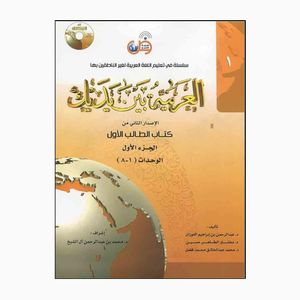 سلسلة في تعليم اللغة العربية لغير الناطقين بها
١
العربية بين يديك
الإصدار الثاني من
كتاب الطالب الأول
الجزء الأول
الوحدات (١-٨)
تأليف:
د. عبدالرحمن بن إبراهيم الفوزان
د. مختار الطاهر حسين
د. محمد عبدالخالق محمد فضل
إشراف:
د. محمد بن عبدالرحمن آل الشيخ